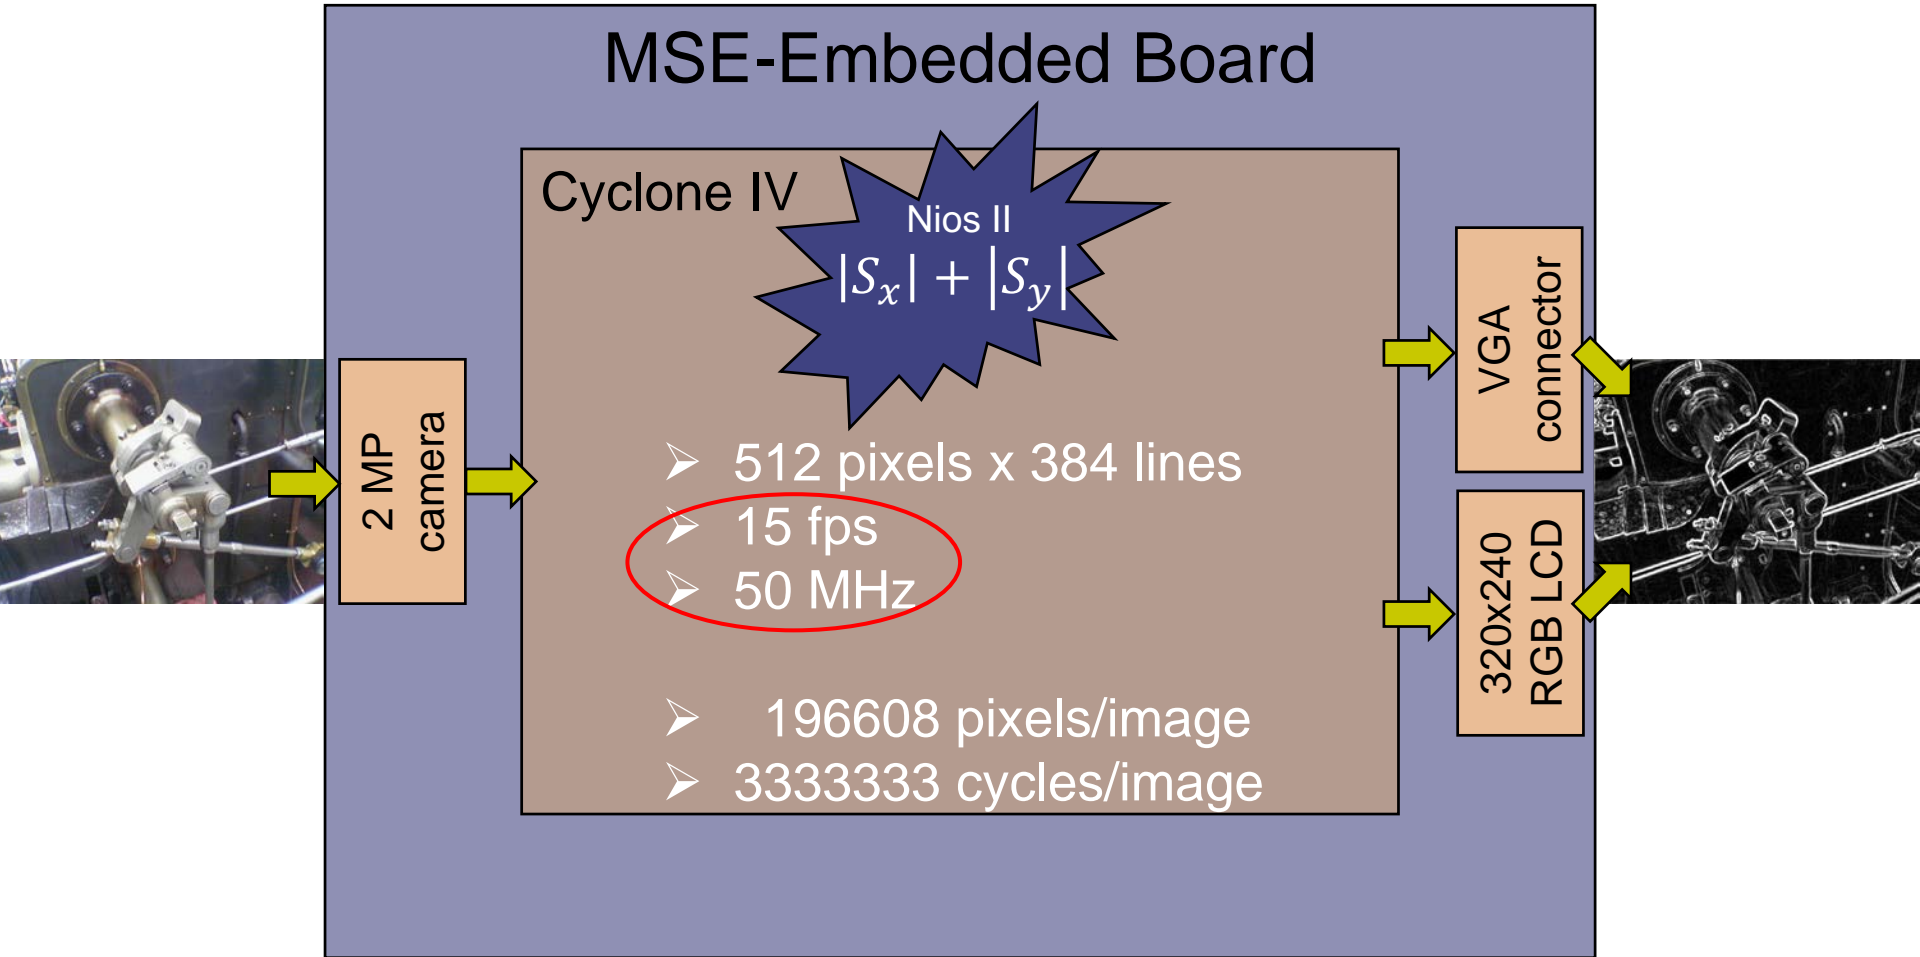 MSE-Embedded Board
Cyclone IV
Nios II
|Sx| + |Sy|
2 MP
camera
➢ 512 pixels x 384 lines
➢ 15 fps
➢ 50 MHz
➢ 196608 pixels/image
➢ 3333333 cycles/image
VGA
connector
320x240
RGB LCD